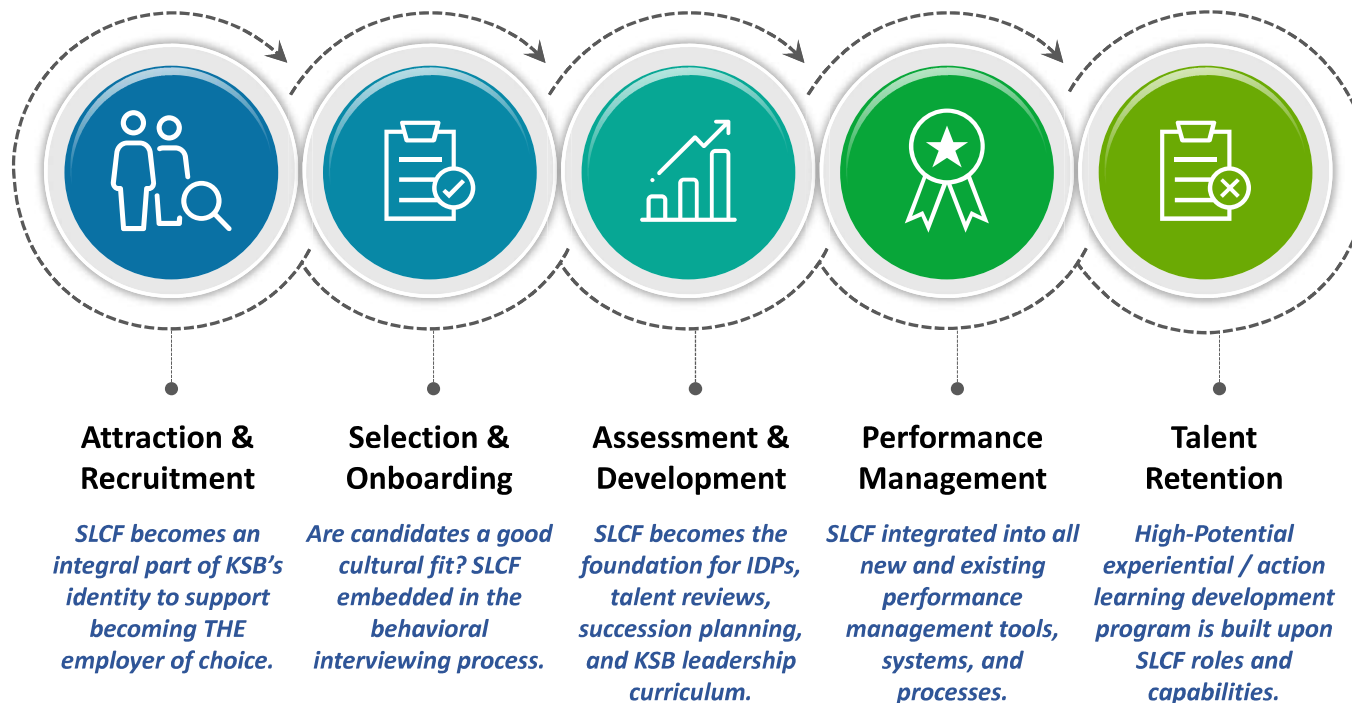 Attraction &
Recruitment
SLCF becomes an
integral part of KSB’s
identity to support
becoming THE
employer of choice.
Selection &
Onboarding
Are candidates a good
cultural fit? SLCF
embedded in the
behavioral
interviewing process.
Assessment &
Development
SLCF becomes the
foundation for IDPs,
talent reviews,
succession planning,
and KSB leadership
curriculum.
Performance
Management
SLCF integrated into all
new and existing
performance
management tools,
systems, and
processes.
Talent
Retention
High-Potential
experiential / action
learning development
program is built upon
SLCF roles and
capabilities.